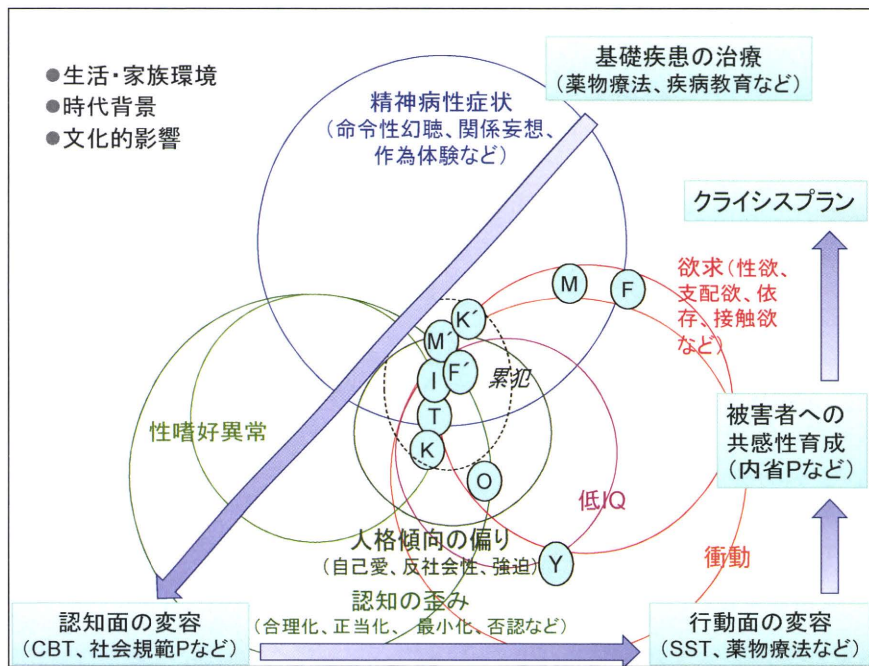 ●生活・家族環境
●時代背景
●文化的影響
基礎疾患の治療
(薬物療法、疾病教育など)
精神病性症状
(命令性幻聴、関係妄想、
作為体験など)
クライシスプラン
欲求(性欲、
支配欲、依
存、接触欲
など)
M
F
K´
M´
F´
I
累犯
T
K
O
性嗜好異常
被害者への
共感性育成
(内省Pなど)
低IQ
人格傾向の偏り
(自己愛、反社会性、強迫)
Y
衝動
認知の歪み
(合理化、正当化、 最小化、否認など)
認知面の変容
(CBT、社会規範Pなど)
行動面の変容
(SST、薬物療法など)